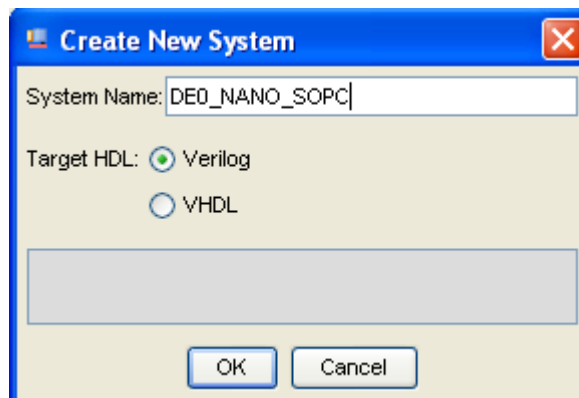 Create New System
System Name: DE0_NANO_SOPC
Target HDL: Verilog
VHDL
OK Cancel